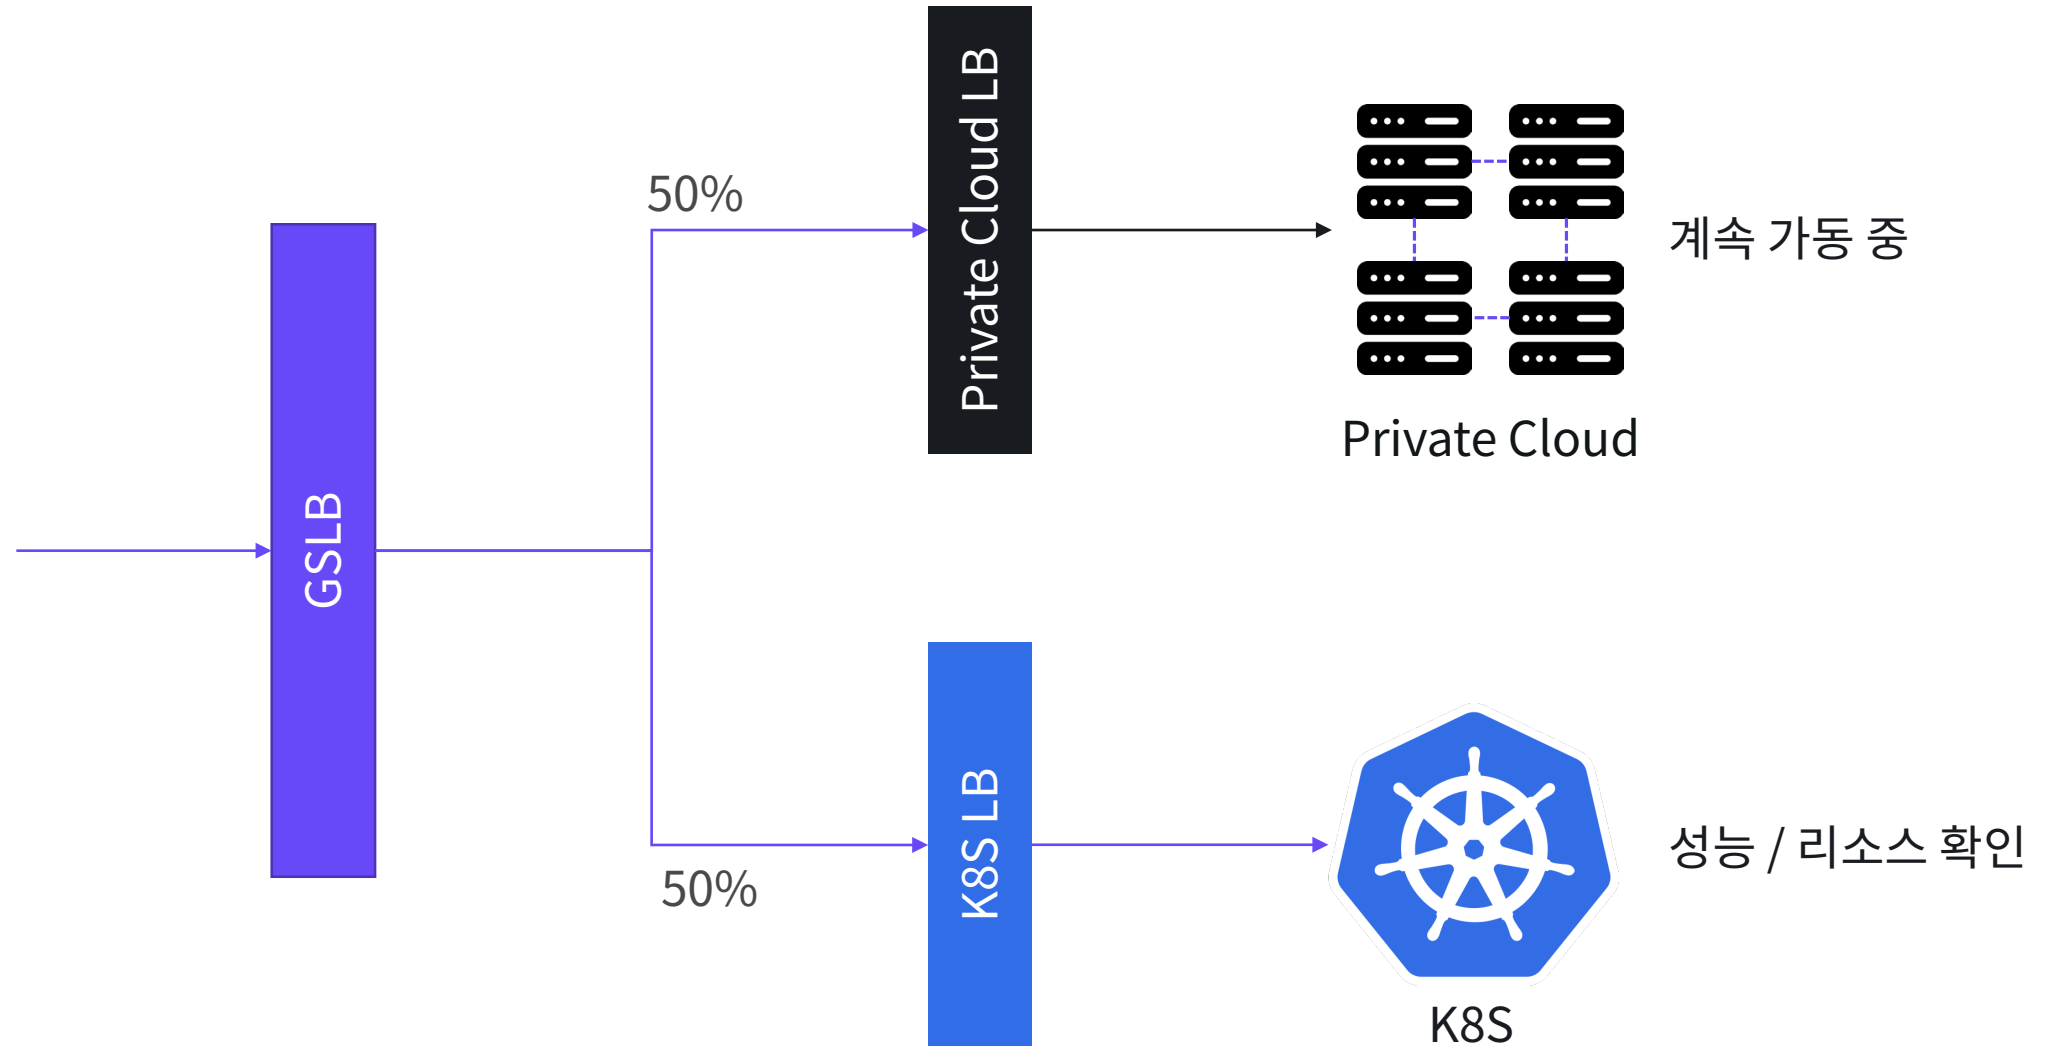 GSLB
50%
Private Cloud LB
계속 가동 중
Private Cloud
50%
K8S LB
성능 / 리소스 확인
K8S